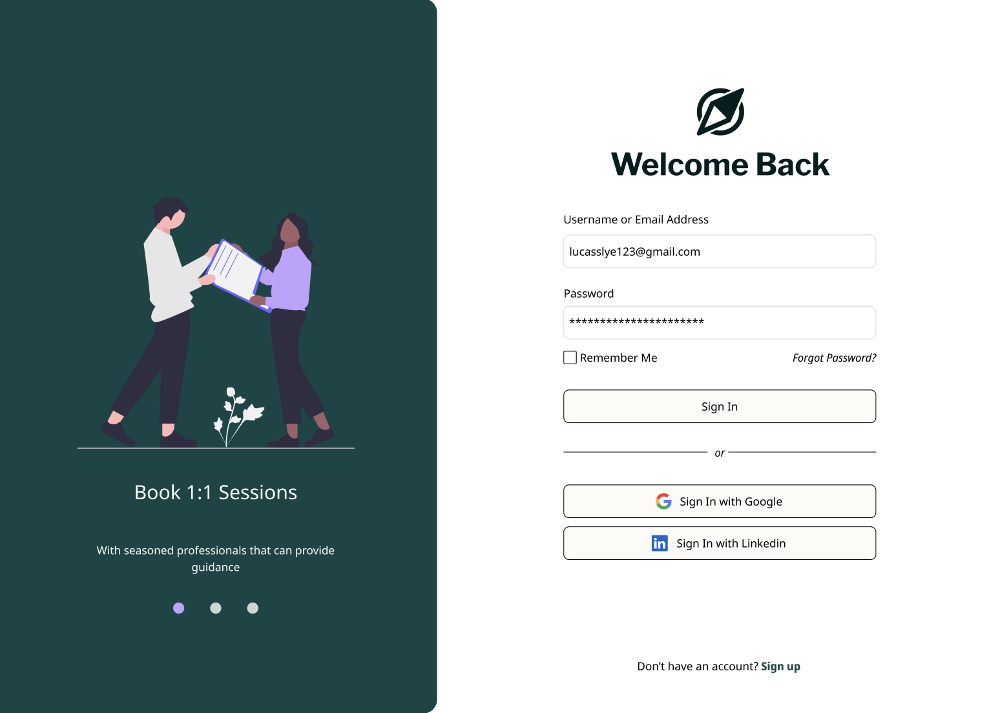 Book 1:1 Sessions
With seasoned professionals that can provide
guidance
Welcome Back
Username or Email Address
lucasslye123@gmail.com
Password
**********************
Remember Me
Forgot Password?
Sign In
or
Sign In with Google
Sign In with Linkedin
Don’t have an account? Sign up